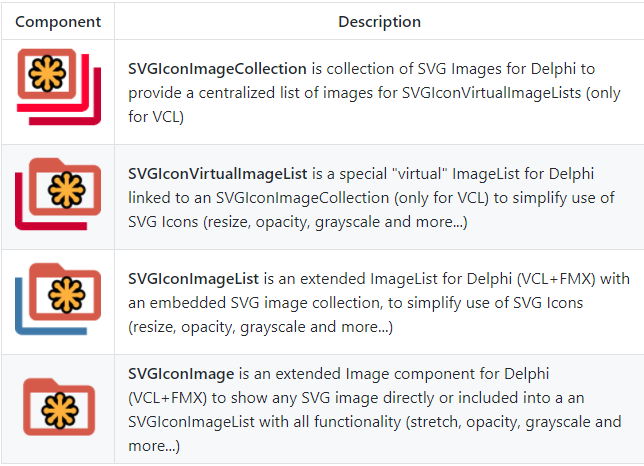 Component Description
SVGIconImageCollection is collection of SVG Images for Delphi to
provide a centralized list of images for SVGIconVirtualImageLists (only
for VCL)
SVGIconVirtualImageList is a special "virtual" ImageList for Delphi
linked to an SVGIconImageCollection (only for VCL) to simplify use of
SVG Icons (resize, opacity, grayscale and more...)
SVGIconImageList is an extended ImageList for Delphi (VCL+FMX) with
an embedded SVG image collection, to simplify use of SVG Icons
(resize, opacity, grayscale and more...)
SVGIconImage is an extended Image component for Delphi
(VCL+FMX) to show any SVG image directly or included into a an
SVGIconImageList with all functionality (stretch, opacity, grayscale and
more...)